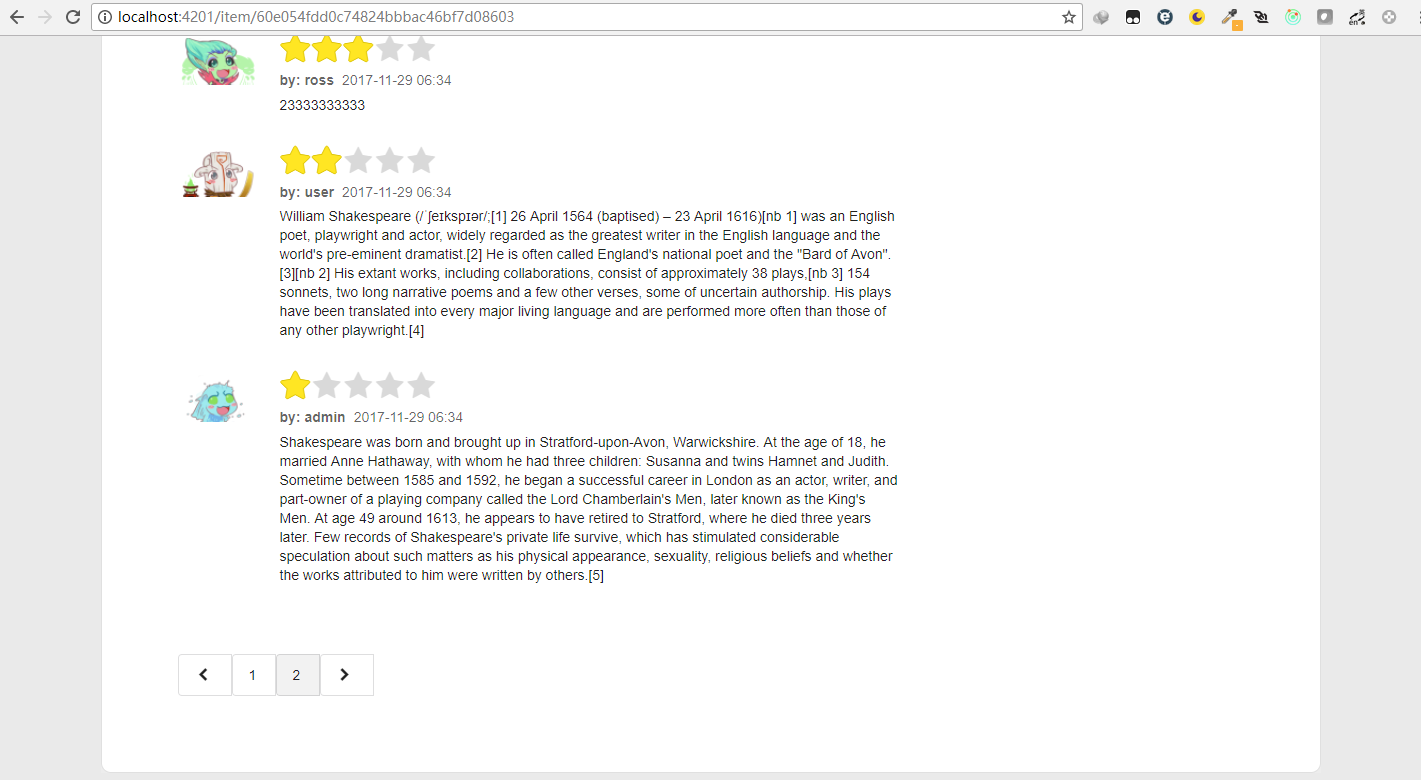 localhost:4201/item/60e054fdd0c74824bbbac46bf7d08603
by: ross 2017-11-29 06:34
23333333333
by: user 2017-11-29 06:34
William Shakespeare (/ˈʃeɪkspɪər/;[1] 26 April 1564 (baptised) – 23 April 1616)[nb 1] was an English
poet, playwright and actor, widely regarded as the greatest writer in the English language and the
world's pre-eminent dramatist.[2] He is often called England's national poet and the "Bard of Avon".
[3][nb 2] His extant works, including collaborations, consist of approximately 38 plays,[nb 3] 154
sonnets, two long narrative poems and a few other verses, some of uncertain authorship. His plays
have been translated into every major living language and are performed more often than those of
any other playwright.[4]
by: admin 2017-11-29 06:34
Shakespeare was born and brought up in Stratford-upon-Avon, Warwickshire. At the age of 18, he
married Anne Hathaway, with whom he had three children: Susanna and twins Hamnet and Judith.
Sometime between 1585 and 1592, he began a successful career in London as an actor, writer, and
part-owner of a playing company called the Lord Chamberlain's Men, later known as the King's
Men. At age 49 around 1613, he appears to have retired to Stratford, where he died three years
later. Few records of Shakespeare's private life survive, which has stimulated considerable
speculation about such matters as his physical appearance, sexuality, religious beliefs and whether
the works attributed to him were written by others.[5]
1 2